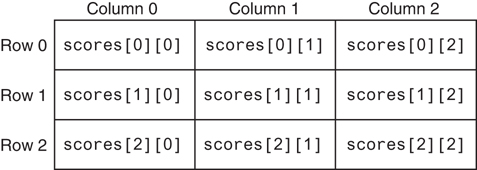 Column 0 Column 1 Column 2
Row 0 scores[0][0] scores[0][1] scores[0][2]
Row 1 scores[1][0] scores[1][1] scores[1][2]
Row 2 scores[2][0] scores[2][1] scores[2][2]